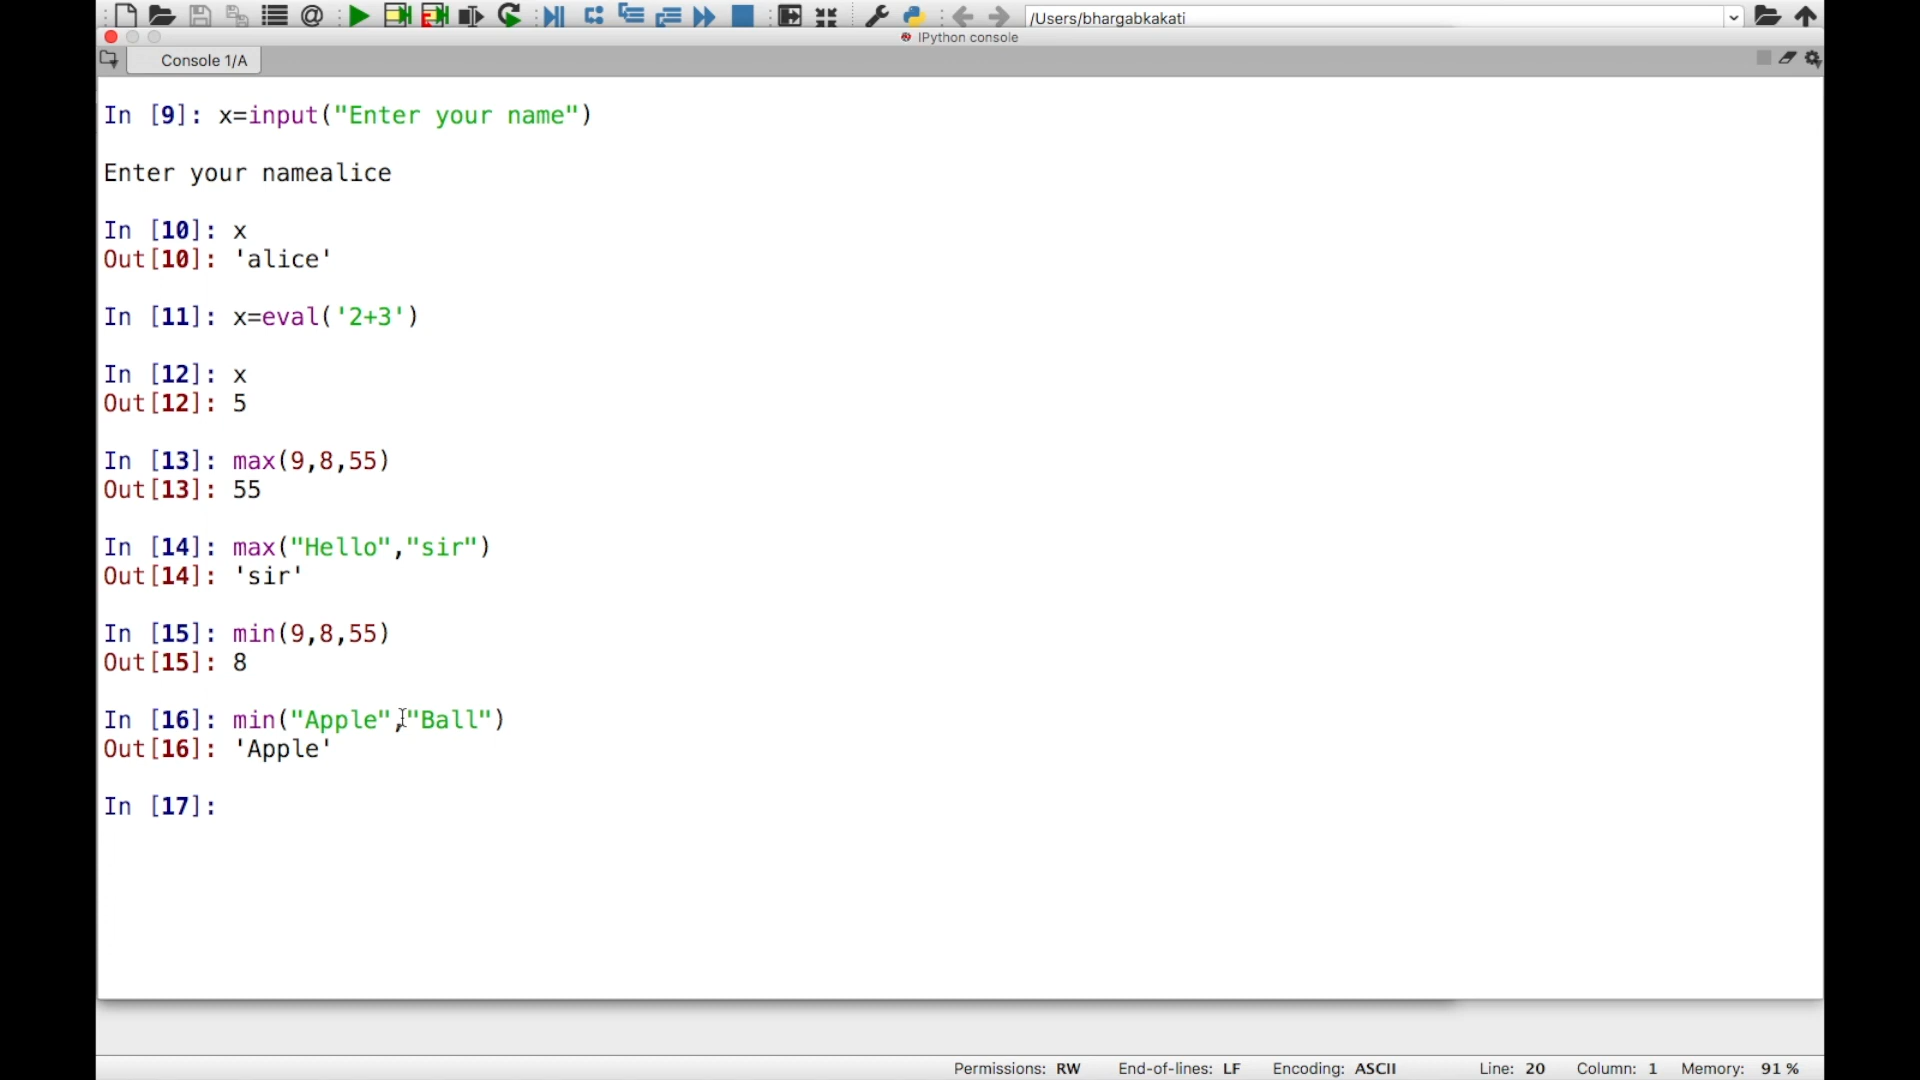 /Users/bhargabkakati
IPython console
Console 1/A
In [9]: x=input("Enter your name")
Enter your namealice
In [10]: x
Out[10]: 'alice'
In [11]: x=eval('2+3')
In [12]: x
Out[12]: 5
In [13]: max(9,8,55)
Out[13]: 55
In [14]: max("Hello","sir")
Out[14]: 'sir'
In [15]: min(9,8,55)
Out[15]: 8
In [16]: min("Apple","Ball")
Out[16]: 'Apple'
In [17]:
Permissions: RW End-of-lines: LF Encoding: ASCII Line: 20 Column: 1 Memory: 91 %